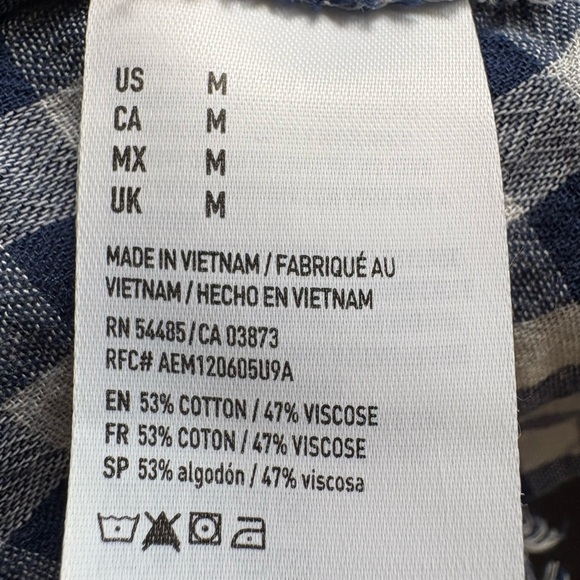 US M
CA M
MX M
UK M
MADE IN VIETNAM / FABRIQUÉ AU
VIETNAM / HECHO EN VIETNAM
RN 54485/CA 03873
RFC# AEM120605U9A
EN 53% COTTON / 47% VISCOSE
FR 53% COTON / 47% VISCOSE
SP 53% algodón / 47% viscosa